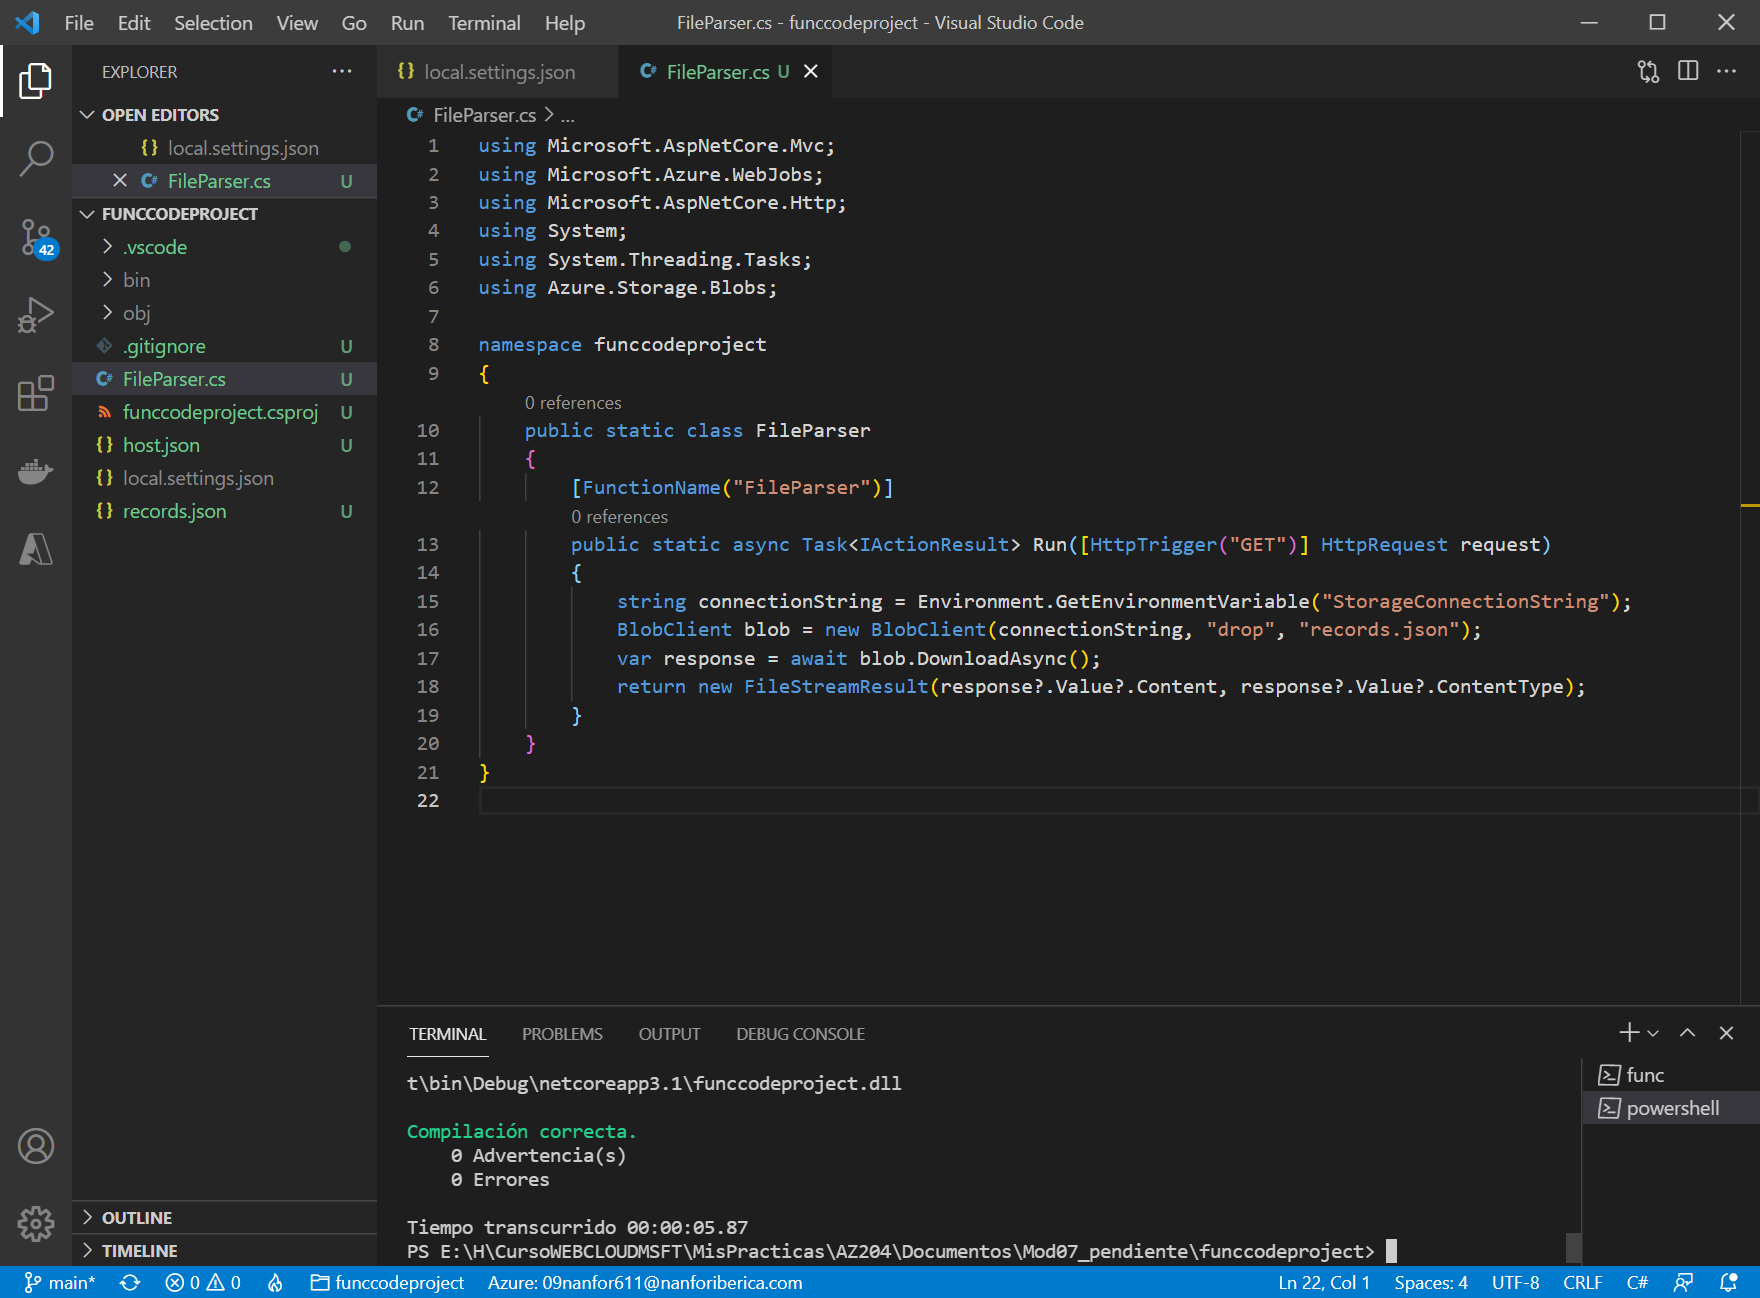 File Edit Selection View Go Run Terminal Help
FileParser.cs - funccodeproject - Visual Studio Code
EXPLORER
OPEN EDITORS
{} local.settings.json
FileParser.cs U
FUNCCODEPROJECT
.vscode
bin
obj
.gitignore U
FileParser.cs U
funccodeproject.csproj U
{} host.json U
{} local.settings.json
{} records.json U
OUTLINE
TIMELINE
42
{} local.settings.json
FileParser.cs U
FileParser.cs > ...
1 using Microsoft.AspNetCore.Mvc;
2 using Microsoft.Azure.WebJobs;
3 using Microsoft.AspNetCore.Http;
4 using System;
5 using System.Threading.Tasks;
6 using Azure.Storage.Blobs;
7
8 namespace funccodeproject
9 {
0 references
10 public static class FileParser
11 {
12 [FunctionName("FileParser")]
0 references
13 public static async Task<IActionResult> Run([HttpTrigger("GET")] HttpRequest request)
14 {
15 string connectionString = Environment.GetEnvironmentVariable("StorageConnectionString");
16 BlobClient blob = new BlobClient(connectionString, "drop", "records.json");
17 var response = await blob.DownloadAsync();
18 return new FileStreamResult(response?.Value?.Content, response?.Value?.ContentType);
19 }
20 }
21 }
22
TERMINAL PROBLEMS OUTPUT DEBUG CONSOLE
t\bin\Debug\netcoreapp3.1\funccodeproject.dll
Compilación correcta.
0 Advertencia(s)
0 Errores
Tiempo transcurrido 00:00:05.87
PS E:\H\CursoWEBCLOUDMSFT\MisPracticas\AZ204\Documentos\Mod07_pendiente\funccodeproject>
func
powershell
main* 0 0 funccodeproject Azure: 09nanfor611@nanforiberica.com Ln 22, Col 1 Spaces: 4 UTF-8 CRLF C#